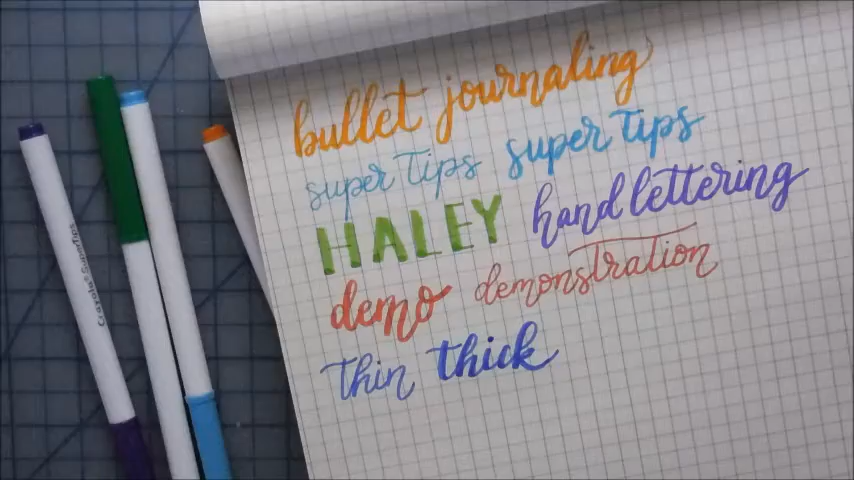 bullet journaling
super tips super tips
HALEY hand lettering
demo demonstration
thin thick
Crayola SuperTips